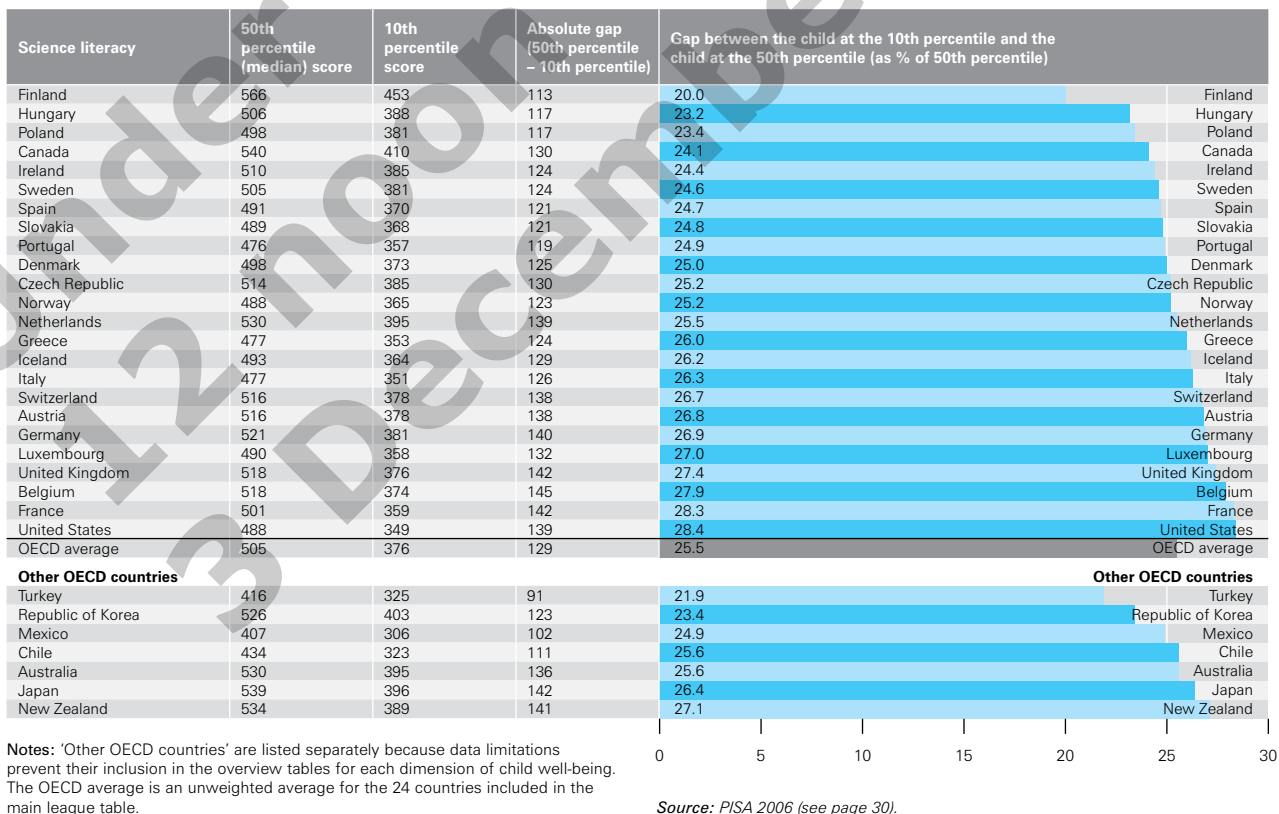 Science literacy
50th
percentile
(median) score
10th
percentile
score
Absolute gap
(50th percentile
– 10th percentile)
Gap between the child at the 10th percentile and the
child at the 50th percentile (as % of 50th percentile)
Finland 566 453 113 20.0 Finland
Hungary 506 388 117 23.2 Hungary
Poland 498 381 117 23.4 Poland
Canada 540 410 130 24.1 Canada
Ireland 510 385 124 24.4 Ireland
Sweden 505 381 124 24.6 Sweden
Spain 491 370 121 24.7 Spain
Slovakia 489 368 121 24.8 Slovakia
Portugal 476 357 119 24.9 Portugal
Denmark 498 373 125 25.0 Denmark
Czech Republic 514 385 130 25.2 Czech Republic
Norway 488 365 123 25.2 Norway
Netherlands 530 395 139 25.5 Netherlands
Greece 477 353 124 26.0 Greece
Iceland 493 364 129 26.2 Iceland
Italy 477 351 126 26.3 Italy
Switzerland 516 378 138 26.7 Switzerland
Austria 516 378 138 26.8 Austria
Germany 521 381 140 26.9 Germany
Luxembourg 490 358 132 27.0 Luxembourg
United Kingdom 518 376 142 27.4 United Kingdom
Belgium 518 374 145 27.9 Belgium
France 501 359 142 28.3 France
United States 488 349 139 28.4 United States
OECD average 505 376 129 25.5 OECD average
Other OECD countries Other OECD countries
Turkey 416 325 91 21.9 Turkey
Republic of Korea 526 403 123 23.4 Republic of Korea
Mexico 407 306 102 24.9 Mexico
Chile 434 323 111 25.6 Chile
Australia 530 395 136 25.6 Australia
Japan 539 396 142 26.4 Japan
New Zealand 534 389 141 27.1 New Zealand
0 5 10 15 20 25 30
Notes: 'Other OECD countries' are listed separately because data limitations
prevent their inclusion in the overview tables for each dimension of child well-being.
The OECD average is an unweighted average for the 24 countries included in the
main league table.
Source: PISA 2006 (see page 30).
12 noon
3 December